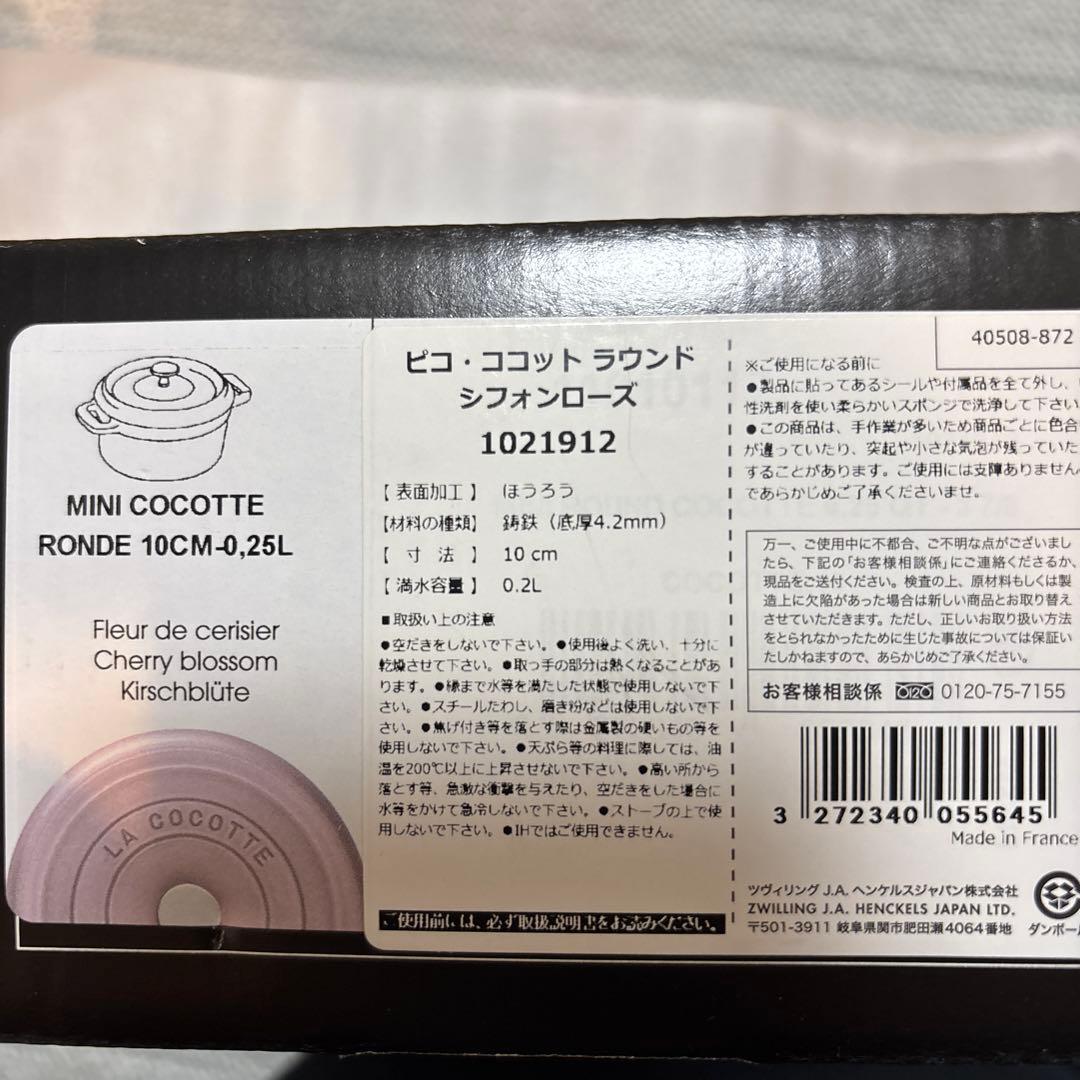 MINI COCOTTE
RONDE 10CM-0,25L
Fleur de cerisier
Cherry blossom
Kirschblüte
LA COCOTTE
ピコ・ココット ラウンド
シフォンローズ
1021912
【 表面加工 】 ほうろう
【材料の種類】 鋳鉄（底厚4.2mm）
【 寸 法 】 10 cm
【 満水容量 】 0.2L
■取扱い上の注意
●空だきをしないで下さい。●使用後よく洗い、十分に
乾燥させて下さい。●取っ手の部分は熱くなることがあ
ります。●縁まで水等を満たした状態で使用しないで下
さい。●スチールたわし、磨き粉などは使用しないで下
さい。●焦げ付き等を落とす際は金属製の硬いもの等を
使用しないで下さい。●天ぷら等の料理に際しては、油
温を200℃以上に上昇させないで下さい。●高い所から
落とす等、急激な衝撃を与えたり、空だきをした場合に
水等をかけて急冷しないで下さい。●ストーブの上で使
用しないで下さい。●IHではご使用できません。
ご使用前には、必ず取扱説明書をお読みください。
40508-872
※ご使用になる前に
●製品に貼ってあるシールや付属品を全て外し、
性洗剤を使い柔らかいスポンジで洗浄して下さい
●この商品は、手作業が多いため商品ごとに色合
が違っていたり、突起や小さな気泡が残っていた
することがあります。ご使用には支障ありません
であらかじめご了承くださいませ。
万一、ご使用中に不都合、ご不明な点がございまし
たら、下記の「お客様相談係」にご連絡くださるか、
現品をご送付ください。検査の上、原材料もしくは製
造上に欠陥があった場合は新しい商品とお取り替え
させていただきます。ただし、正しいお取り扱い方法
をとられなかったために生じた事故については保証い
たしかねますので、あらかじめご了承ください。
お客様相談係 0120-75-7155
3 272340 055645
Made in France
ツヴィリング J.A. ヘンケルスジャパン株式会社
ZWILLING J.A. HENCKELS JAPAN LTD.
〒501-3911 岐阜県関市肥田瀬4064番地
ダンボール